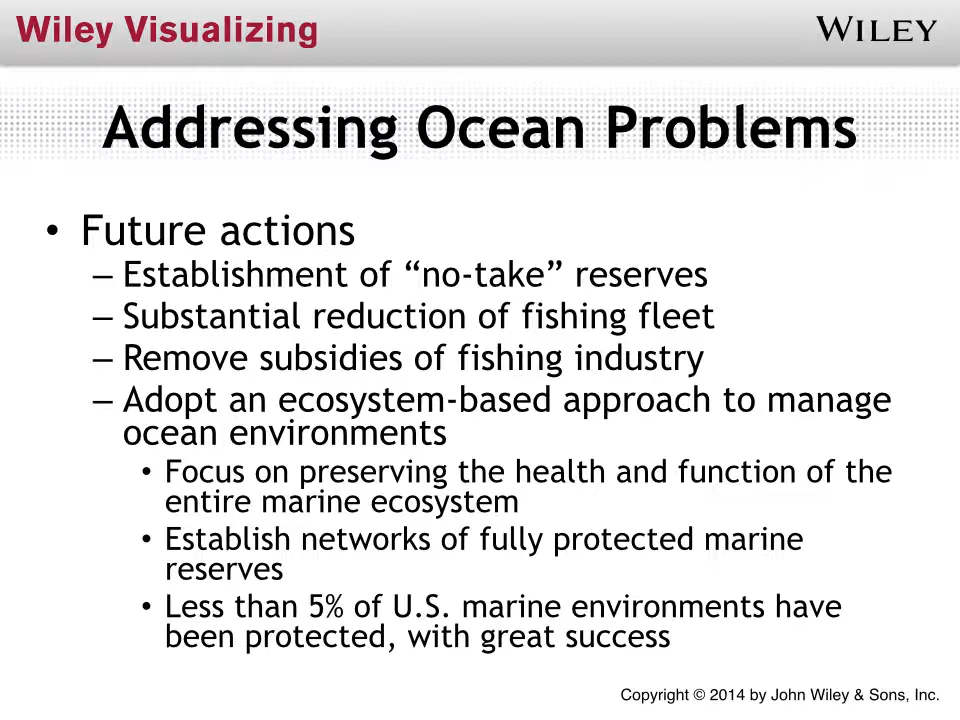 Wiley Visualizing
WILEY
Addressing Ocean Problems
• Future actions
– Establishment of “no-take” reserves
– Substantial reduction of fishing fleet
– Remove subsidies of fishing industry
– Adopt an ecosystem-based approach to manage
ocean environments
• Focus on preserving the health and function of the
entire marine ecosystem
• Establish networks of fully protected marine
reserves
• Less than 5% of U.S. marine environments have
been protected, with great success
Copyright © 2014 by John Wiley & Sons, Inc.